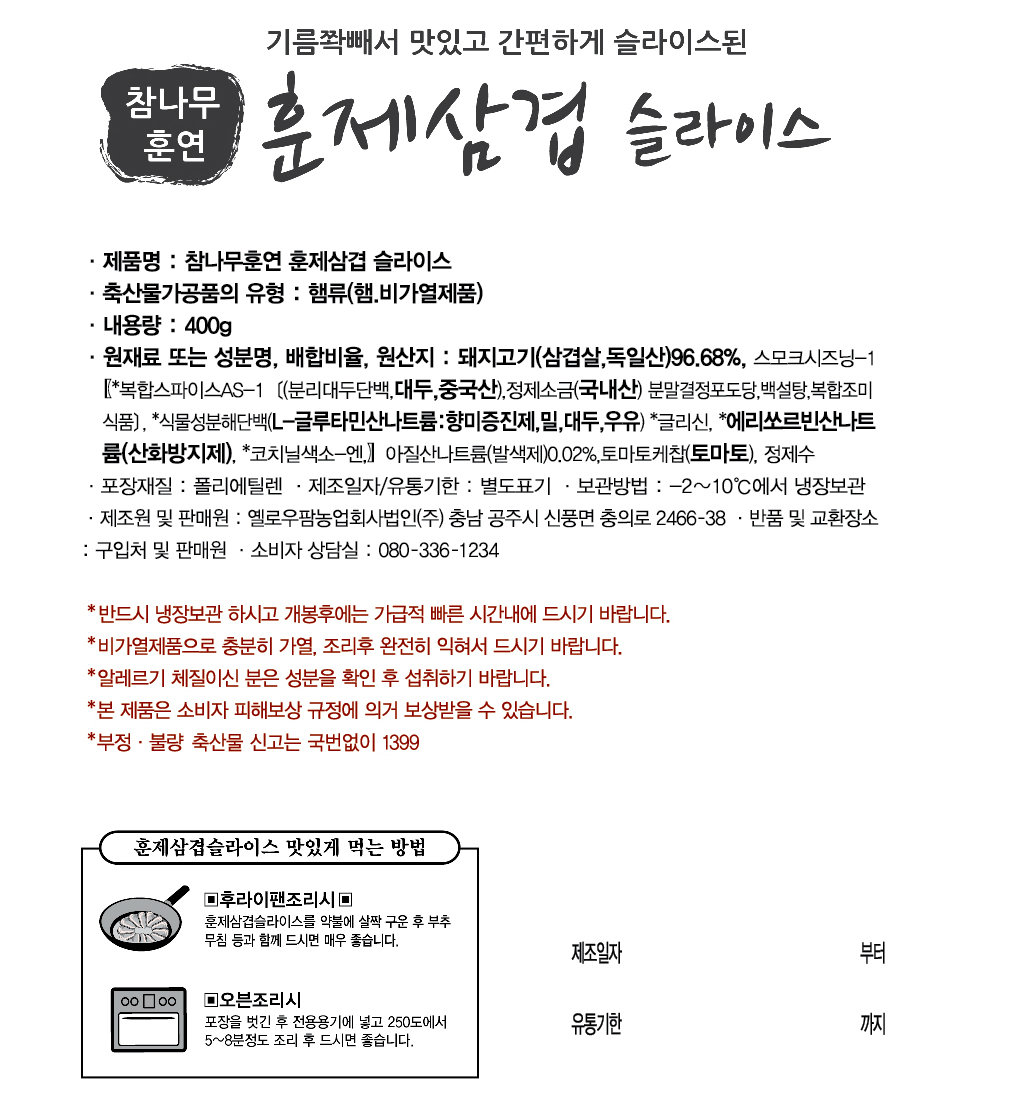 기름쫙빼서 맛있고 간편하게 슬라이스된
참나무
훈연
훈제삼겹 슬라이스
· 제품명 : 참나무훈연 훈제삼겹 슬라이스
· 축산물가공품의 유형 : 햄류(햄.비가열제품)
· 내용량 : 400g
· 원재료 또는 성분명, 배합비율, 원산지 : 돼지고기(삼겹살,독일산)96.68%, 스모크시즈닝-1
〖*복합스파이스AS-1〔(분리대두단백,대두,중국산),정제소금(국내산) 분말결정포도당,백설탕,복합조미
식품〕, *식물성분해단백(L-글루타민산나트륨:향미증진제,밀,대두,우유) *글리신, *에리쏘르빈산나트
륨(산화방지제), *코치닐색소-엔,〗 아질산나트륨(발색제)0.02%,토마토케찹(토마토), 정제수
· 포장재질 : 폴리에틸렌 · 제조일자/유통기한 : 별도표기 · 보관방법 : -2~10℃에서 냉장보관
· 제조원 및 판매원 : 옐로우팜농업회사법인(주) 충남 공주시 신풍면 충의로 2466-38 · 반품 및 교환장소
: 구입처 및 판매원 · 소비자 상담실 : 080-336-1234
*반드시 냉장보관 하시고 개봉후에는 가급적 빠른 시간내에 드시기 바랍니다.
*비가열제품으로 충분히 가열, 조리후 완전히 익혀서 드시기 바랍니다.
*알레르기 체질이신 분은 성분을 확인 후 섭취하기 바랍니다.
*본 제품은 소비자 피해보상 규정에 의거 보상받을 수 있습니다.
*부정 · 불량 축산물 신고는 국번없이 1399
훈제삼겹슬라이스 맛있게 먹는 방법
▣후라이팬조리시▣
훈제삼겹슬라이스를 약불에 살짝 구운 후 부추
무침 등과 함께 드시면 매우 좋습니다.
▣오븐조리시
포장을 벗긴 후 전용용기에 넣고 250도에서
5~8분정도 조리 후 드시면 좋습니다.
제조일자 부터
유통기한 까지